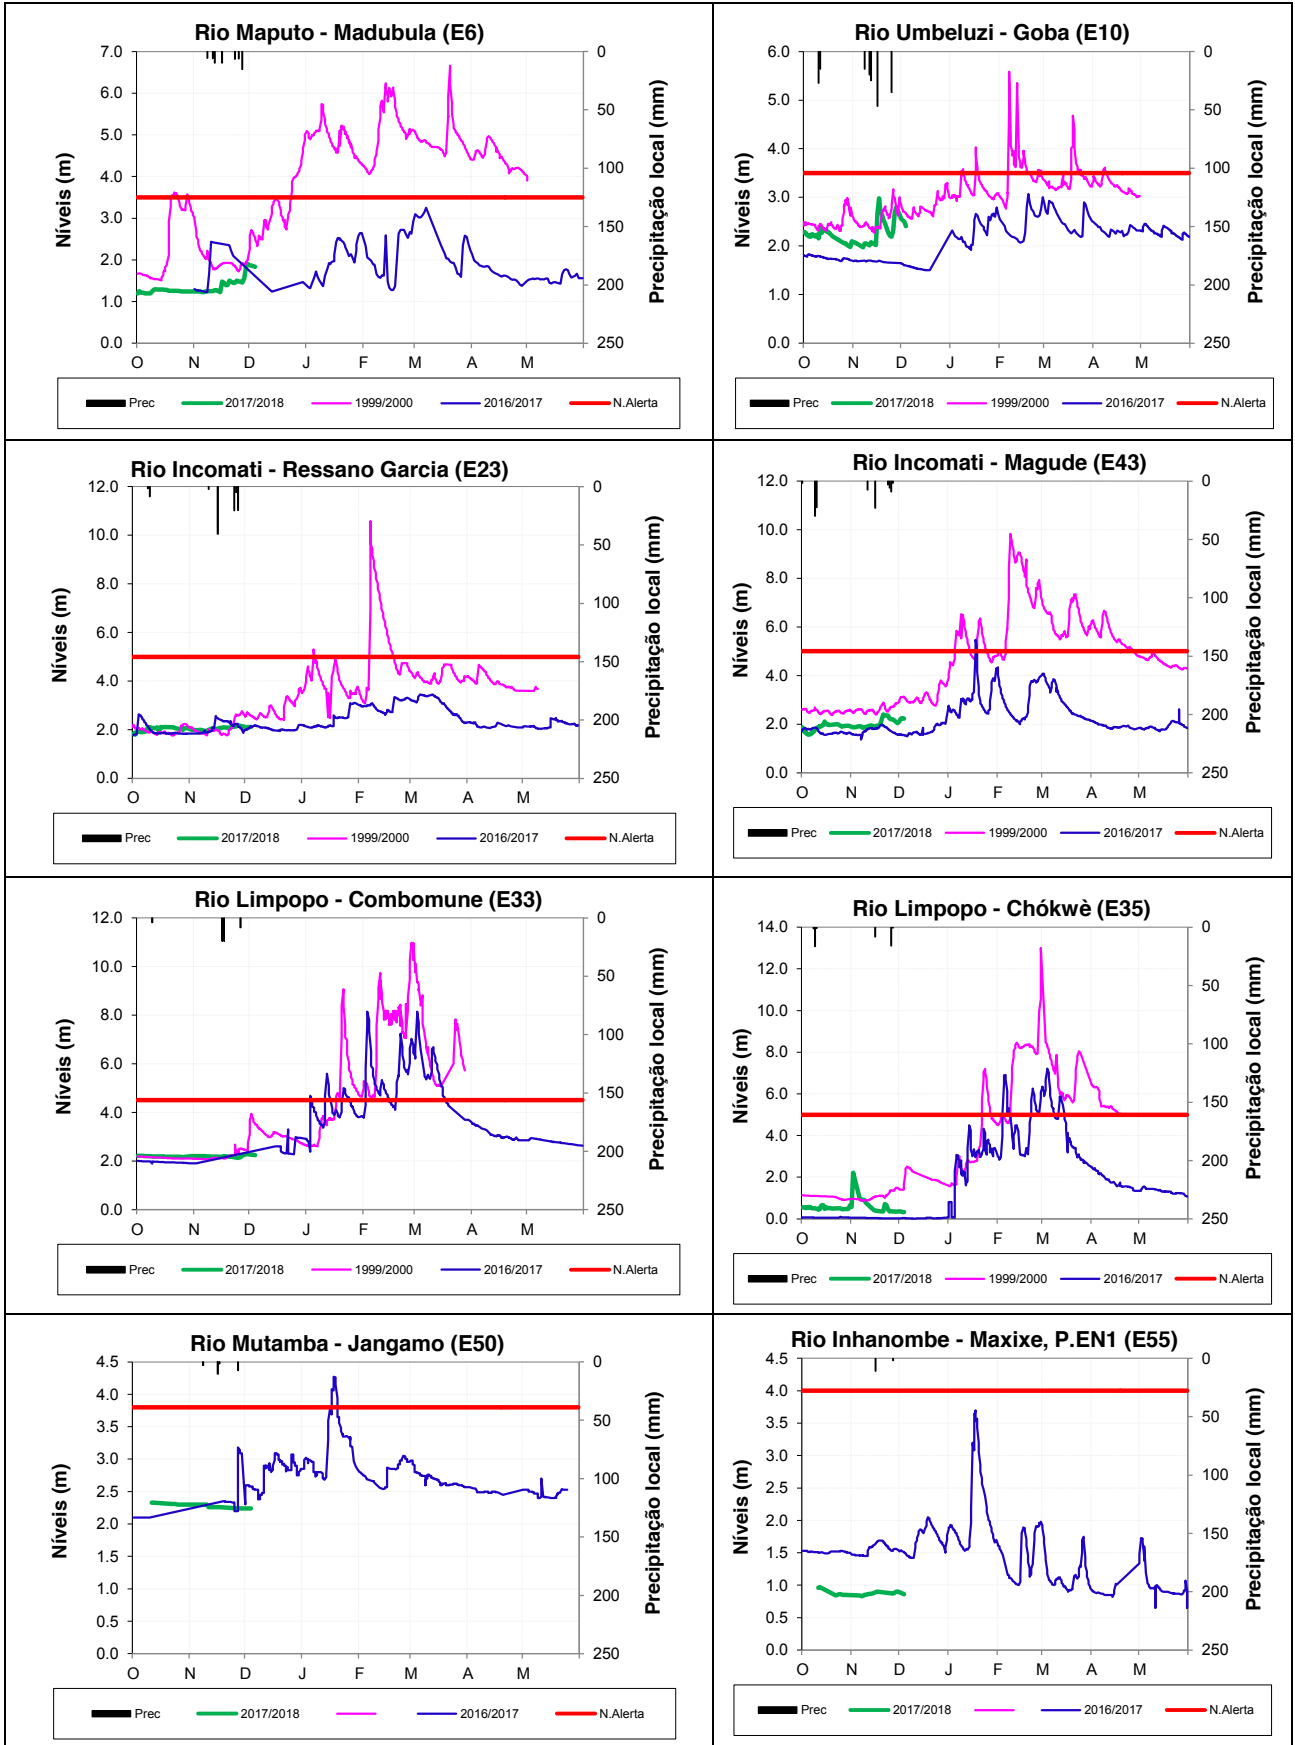 Rio Maputo - Madubula (E6)
7.0
6.0
5.0
4.0
3.0
2.0
1.0
0.0
Níveis (m)
0
50
100
150
200
250
Precipitação local (mm)
O N D J F M A M
Prec 2017/2018 1999/2000 2016/2017 N.Alerta
Rio Umbeluzi - Goba (E10)
6.0
5.0
4.0
3.0
2.0
1.0
0.0
Níveis (m)
0
50
100
150
200
250
Precipitação local (mm)
O N D J F M A M
Prec 2017/2018 1999/2000 2016/2017 N.Alerta
Rio Incomati - Ressano Garcia (E23)
12.0
10.0
8.0
6.0
4.0
2.0
0.0
Níveis (m)
0
50
100
150
200
250
Precipitação local (mm)
O N D J F M A M
Prec 2017/2018 1999/2000 2016/2017 N.Alerta
Rio Incomati - Magude (E43)
12.0
10.0
8.0
6.0
4.0
2.0
0.0
Níveis (m)
0
50
100
150
200
250
Precipitação local (mm)
O N D J F M A M
Prec 2017/2018 1999/2000 2016/2017 N.Alerta
Rio Limpopo - Combomune (E33)
12.0
10.0
8.0
6.0
4.0
2.0
0.0
Níveis (m)
0
50
100
150
200
250
Precipitação local (mm)
O N D J F M A M
Prec 2017/2018 1999/2000 2016/2017 N.Alerta
Rio Limpopo - Chókwè (E35)
14.0
12.0
10.0
8.0
6.0
4.0
2.0
0.0
Níveis (m)
0
50
100
150
200
250
Precipitação local (mm)
O N D J F M A M
Prec 2017/2018 1999/2000 2016/2017 N.Alerta
Rio Mutamba - Jangamo (E50)
4.5
4.0
3.5
3.0
2.5
2.0
1.5
1.0
0.5
0.0
Níveis (m)
0
50
100
150
200
250
Precipitação local (mm)
O N D J F M A M
Prec 2017/2018 2016/2017 N.Alerta
Rio Inhanombe - Maxixe, P.EN1 (E55)
4.5
4.0
3.5
3.0
2.5
2.0
1.5
1.0
0.5
0.0
Níveis (m)
0
50
100
150
200
250
Precipitação local (mm)
O N D J F M A M
Prec 2017/2018 2016/2017 N.Alerta